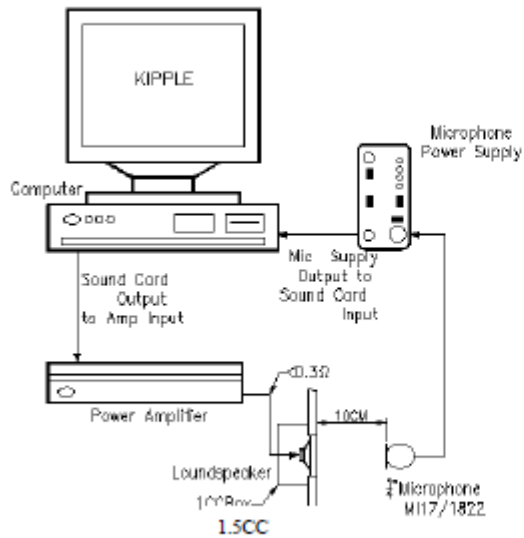 KIPPLE
Microphone
Power Supply
Computer
Mic Supply
Output to
Sound Card
Input
Sound Card
Output
to Amp Input
<0.3Ω
Power Amplifier
10CM
Loundspeaker
1CCBox
Microphone
MI17/1822
1.5CC